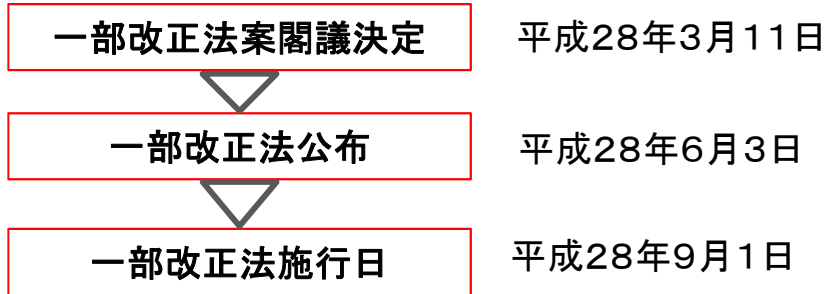 一部改正法案閣議決定 平成28年3月11日
一部改正法公布 平成28年6月3日
一部改正法施行日 平成28年9月1日